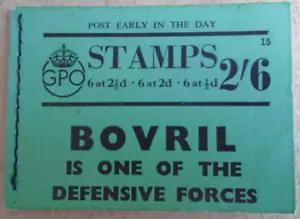 POST EARLY IN THE DAY
15
GPO
STAMPS 2/6
6 at 2½d · 6 at 2d · 6 at ½d
BOVRIL
IS ONE OF THE
DEFENSIVE FORCES